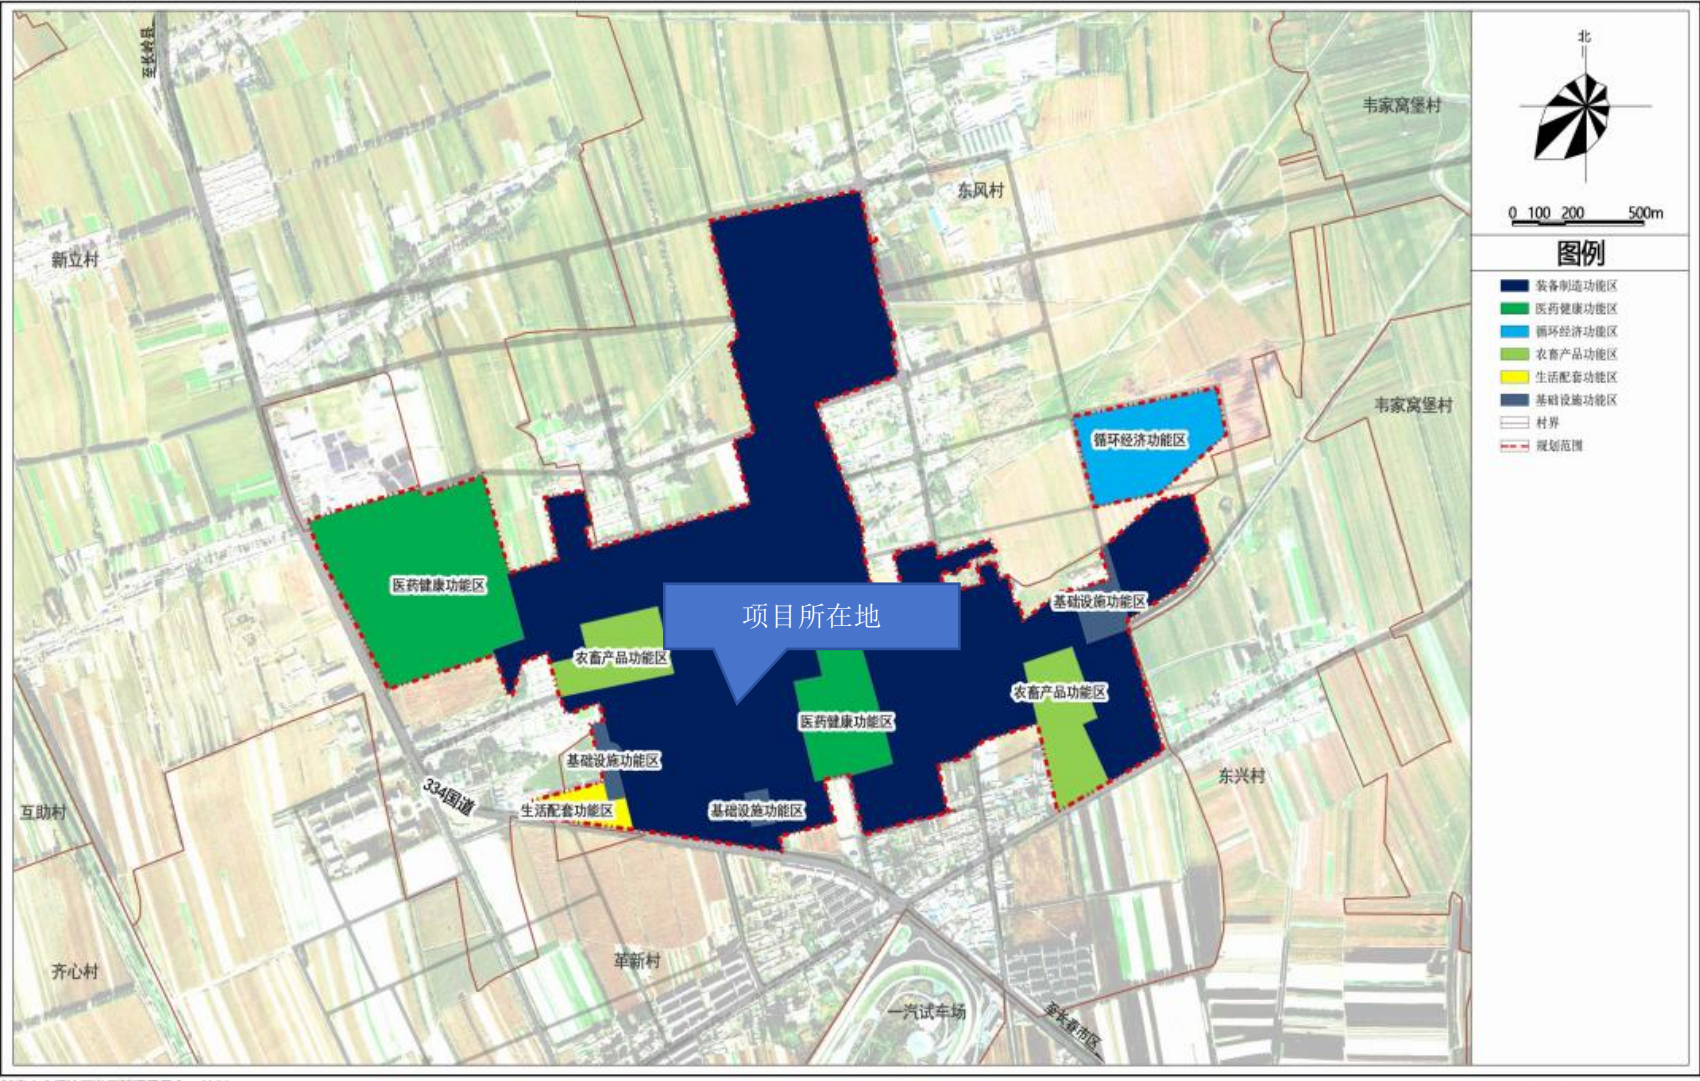 至长岭县
北
韦家窝堡村
东风村
0 100 200 500m
新立村
图例
装备制造功能区
医药健康功能区
循环经济功能区
农畜产品功能区
生活配套功能区
基础设施功能区
村界
规划范围
韦家窝堡村
循环经济功能区
医药健康功能区
基础设施功能区
项目所在地
农畜产品功能区
农畜产品功能区
医药健康功能区
基础设施功能区
东兴村
334国道
生活配套功能区
基础设施功能区
互助村
革新村
齐心村
一汽试车场
至长春市区